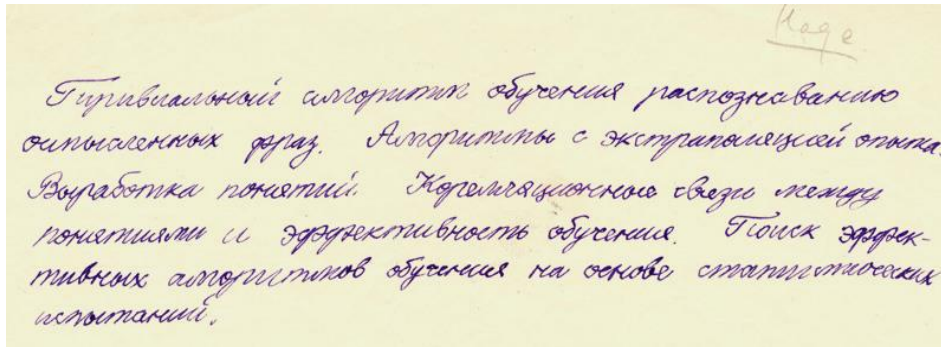 Наде
Тривиальный алгоритм обучения распознаванию
осмысленных фраз. Алгоритмы с экстраполяцией опыта.
Выработка понятий. Корреляционные связи между
понятиями и эффективность обучения. Поиск эффек-
тивных алгоритмов обучения на основе статистических
испытаний.